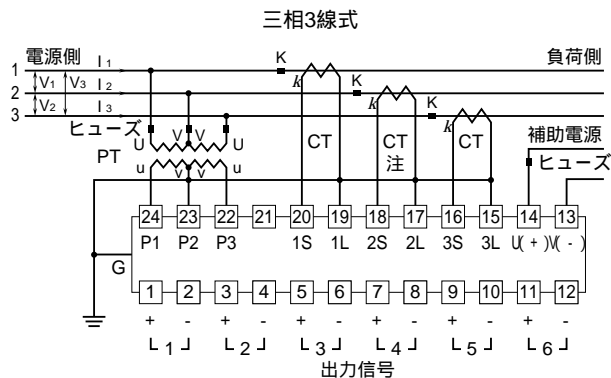 三相3線式
電源側 I1 K 負荷側
1
V1 V3 I2 K
2
V2 I3 K
3
k k k
ヒューズ
U V V U
PT CT CT 注 CT 補助電源
ヒューズ
u v v u
24 23 22 21 20 19 18 17 16 15 14 13
P1 P2 P3 1S 1L 2S 2L 3S 3L U(+) V(-)
G
1 2 3 4 5 6 7 8 9 10 11 12
+ - + - + - + - + - + -
1 2 3 4 5 6
出力信号